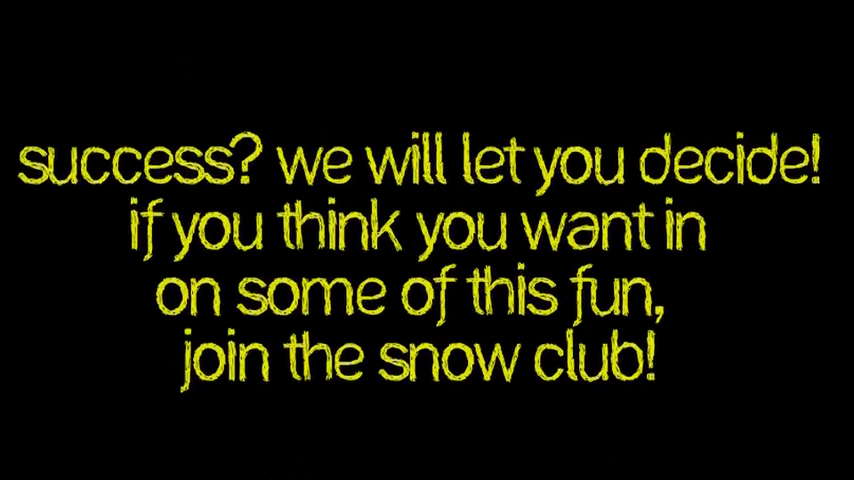 success? we will let you decide!
if you think you want in
on some of this fun,
join the snow club!